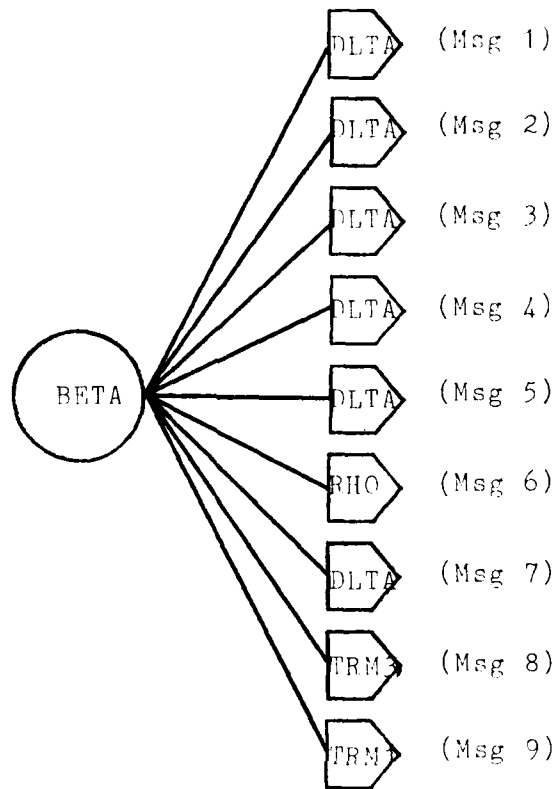 DLTA (Msg 1)
DLTA (Msg 2)
DLTA (Msg 3)
DLTA (Msg 4)
BETA
DLTA (Msg 5)
RHO (Msg 6)
DLTA (Msg 7)
TRM3 (Msg 8)
TRM1 (Msg 9)